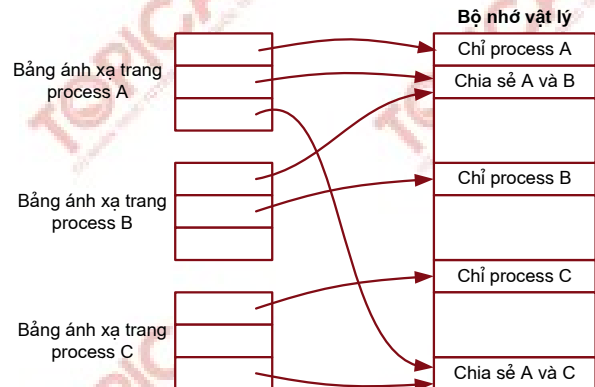 Bộ nhớ vật lý
Chỉ process A
Bảng ánh xạ trang
process A
Chia sẻ A và B
Bảng ánh xạ trang
process B
Chỉ process B
Chỉ process C
Bảng ánh xạ trang
process C
Chia sẻ A và C
TOPICA